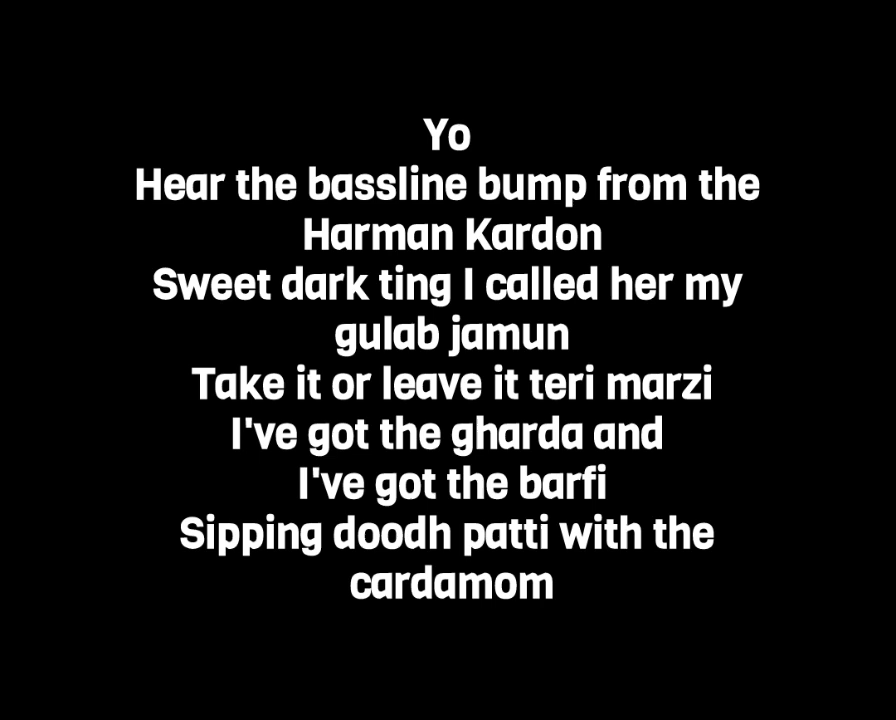 Yo
Hear the bassline bump from the
Harman Kardon
Sweet dark ting I called her my
gulab jamun
Take it or leave it teri marzi
I've got the gharda and
I've got the barfi
Sipping doodh patti with the
cardamom